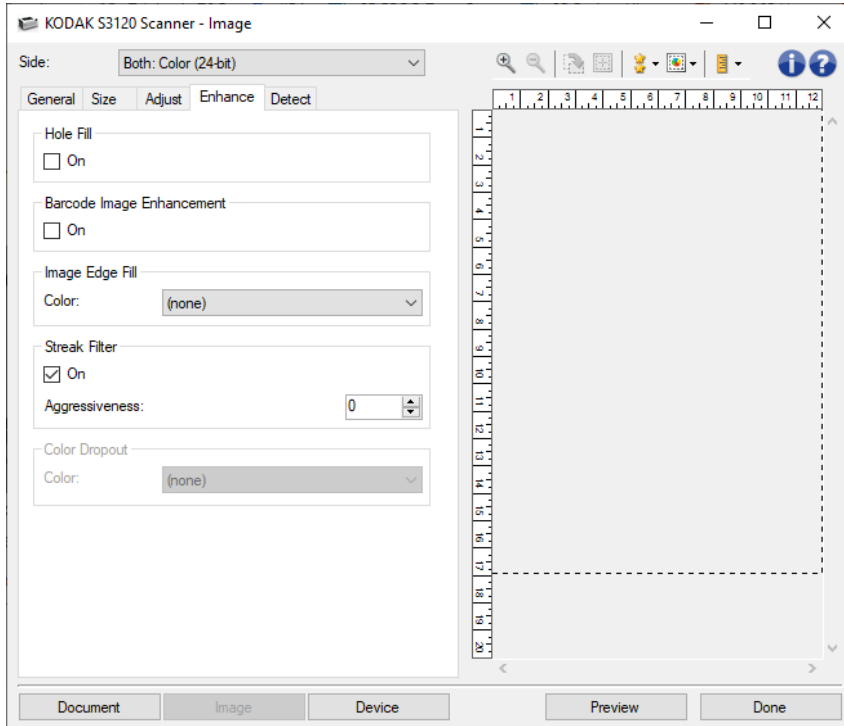 KODAK S3120 Scanner - Image
Side: Both: Color (24-bit)
General Size Adjust Enhance Detect
Hole Fill
On
Barcode Image Enhancement
On
Image Edge Fill
Color: (none)
Streak Filter
On
Aggressiveness: 0
Color Dropout
Color: (none)
1 2 3 4 5 6 7 8 9 10 11 12
1
2
3
4
5
6
7
8
9
10
11
12
13
14
15
16
17
18
19
20
Document Image Device Preview Done